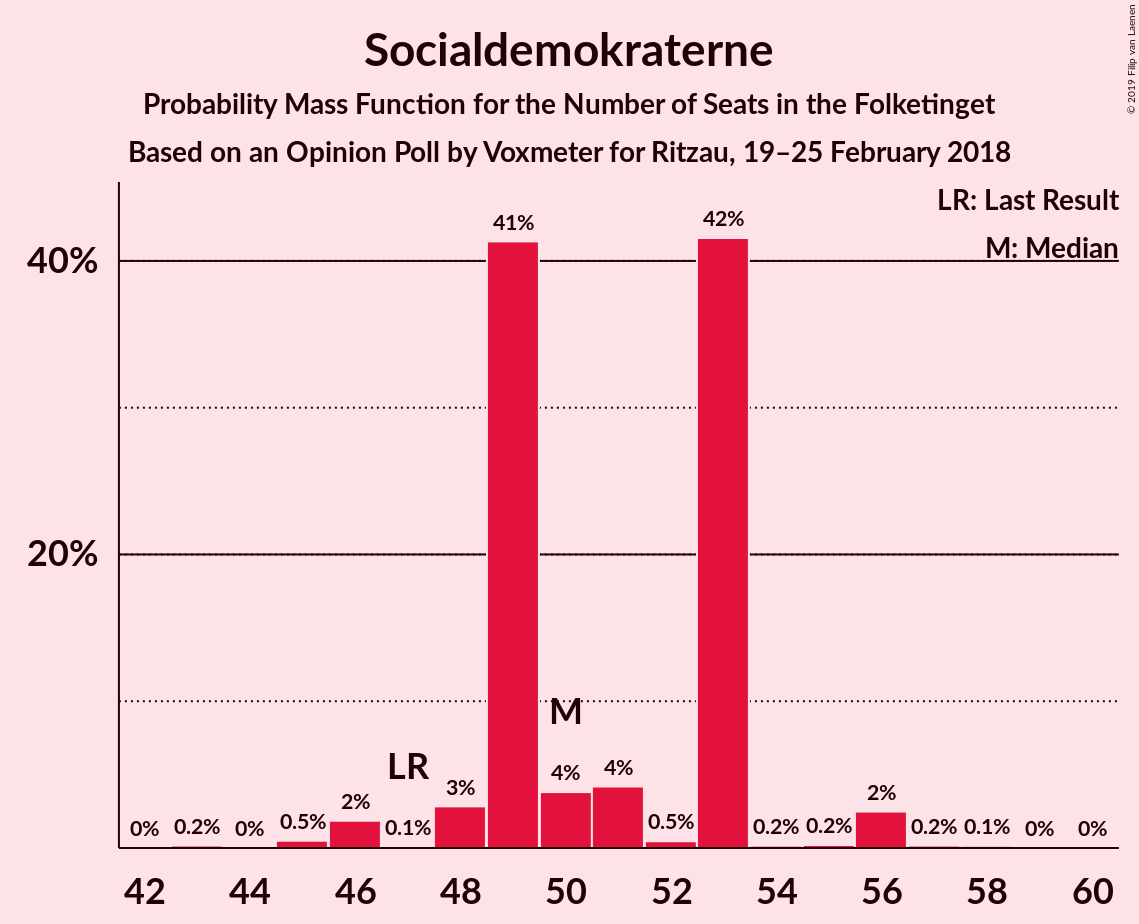 Socialdemokraterne
Probability Mass Function for the Number of Seats in the Folketinget
Based on an Opinion Poll by Voxmeter for Ritzau, 19–25 February 2018
© 2019 Filip van Laenen
LR: Last Result
M: Median
40%
20%
0%
0.2%
0%
0.5%
2%
0.1%
LR
3%
41%
4%
M
4%
0.5%
42%
0.2%
0.2%
2%
0.2%
0.1%
0%
0%
42 44 46 48 50 52 54 56 58 60